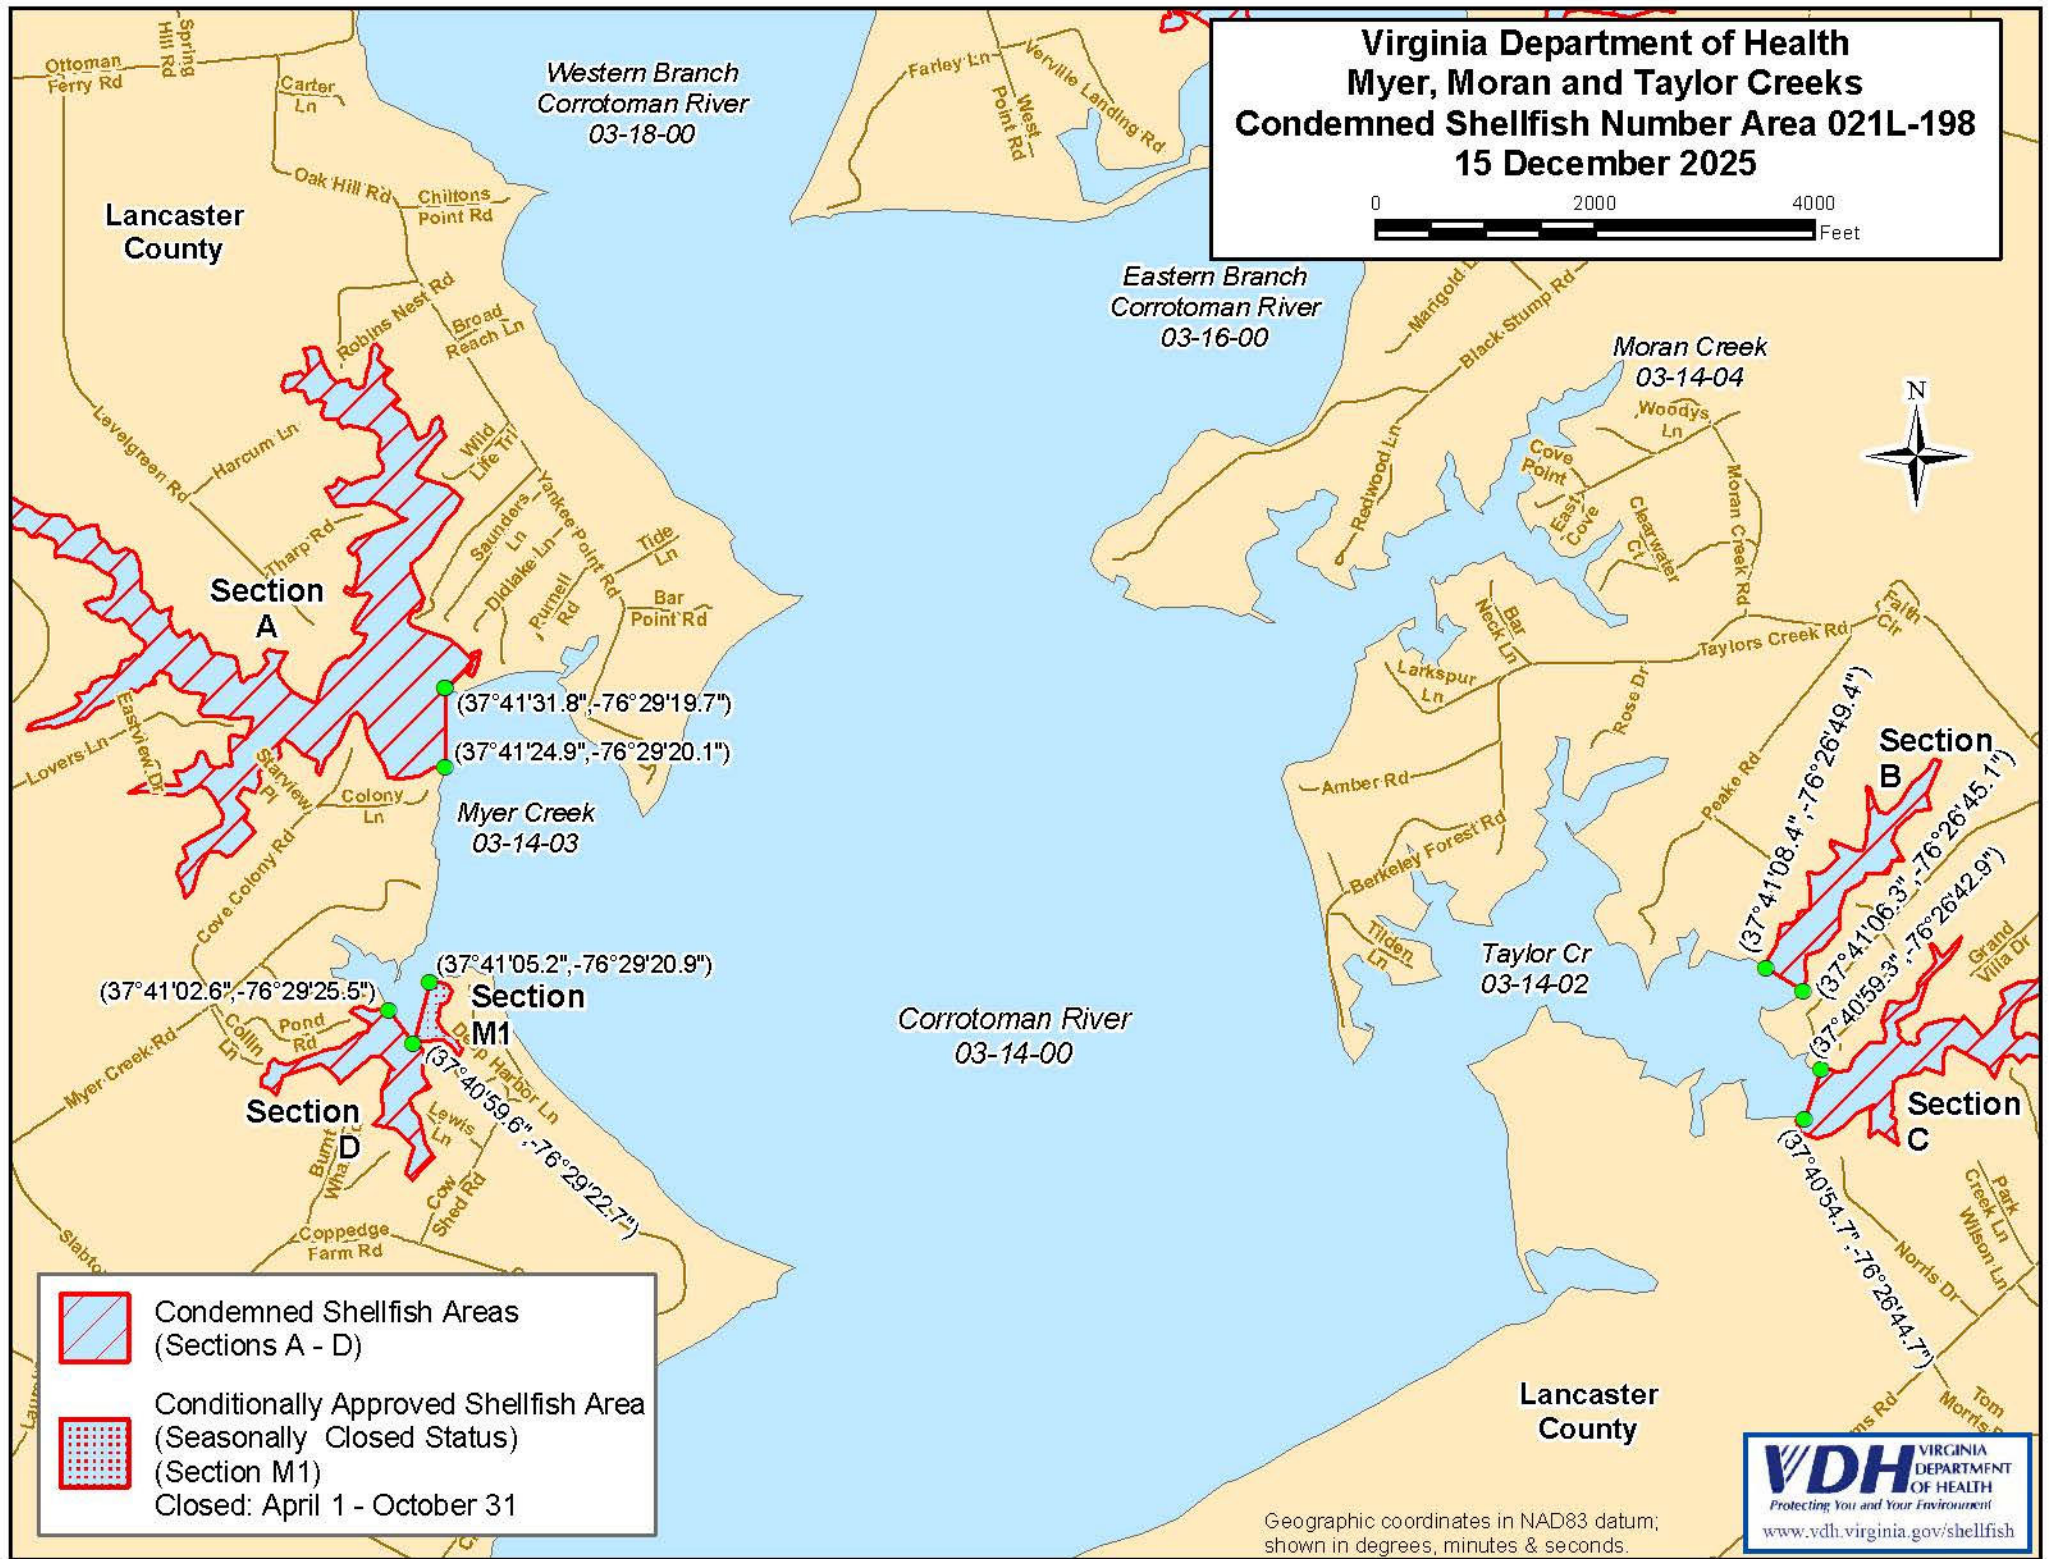 Virginia Department of Health
Myer, Moran and Taylor Creeks
Condemned Shellfish Number Area 021L-198
15 December 2025
0 2000 4000
Feet
Ottoman
Ferry Rd
Spring
Hill Rd
Carter
Ln
Western Branch
Corrotoman River
03-18-00
Farley Ln
West
Point Rd
Verville Landing Rd
Oak Hill Rd
Chiltons
Point Rd
Lancaster
County
Robins Nest Rd
Broad
Reach Ln
Eastern Branch
Corrotoman River
03-16-00
Marigold L
Black Stump Rd
Moran Creek
03-14-04
N
Woodys
Ln
Levelgreen Rd
Harcum Ln
Wild
Life Trl
Redwood Ln
Cove
Point
East
Cove
Clearwater
Ct
Moran Creek Rd
Tharp Rd
Saunders
Ln
Yankee Point Rd
Didlake Ln
Purnell
Rd
Tide
Ln
Bar
Point Rd
Section
A
Bar
Neck Ln
Taylors Creek Rd
Faith
Cir
Larkspur
Ln
Rose Dr
(37°41'31.8",-76°29'19.7")
(37°41'24.9",-76°29'20.1")
Lovers Ln
Eastview Dr
Starview
Pl
Colony
Ln
Myer Creek
03-14-03
Cove Colony Rd
Amber Rd
Berkeley Forest Rd
Peake Rd
Section
B
(37°41'08.4",-76°26'49.4")
(37°41'06.3",-76°26'45.1")
(37°40'59.3",-76°26'42.9")
Tilden
Ln
Taylor Cr
03-14-02
Grand
Villa Dr
(37°41'05.2",-76°29'20.9")
(37°41'02.6",-76°29'25.5")
Section
M1
Collin
Ln
Pond
Rd
Deep Harbor Ln
Corrotoman River
03-14-00
Myer Creek Rd
Section
D
(37°40'59.6",-76°29'22.7")
Lewis
Ln
Burnt
Wha
Cow
Shed Rd
Section
C
(37°40'54.7",-76°26'44.7")
Park
Creek Ln
Wilson Ln
Norris Dr
Coppedge
Farm Rd
Slabto
Condemned Shellfish Areas
(Sections A - D)
Conditionally Approved Shellfish Area
(Seasonally Closed Status)
(Section M1)
Closed: April 1 - October 31
Lancaster
County
ms Rd
Tom
Morris
Geographic coordinates in NAD83 datum;
shown in degrees, minutes & seconds.
VDH VIRGINIA
DEPARTMENT
OF HEALTH
Protecting You and Your Environment
www.vdh.virginia.gov/shellfish